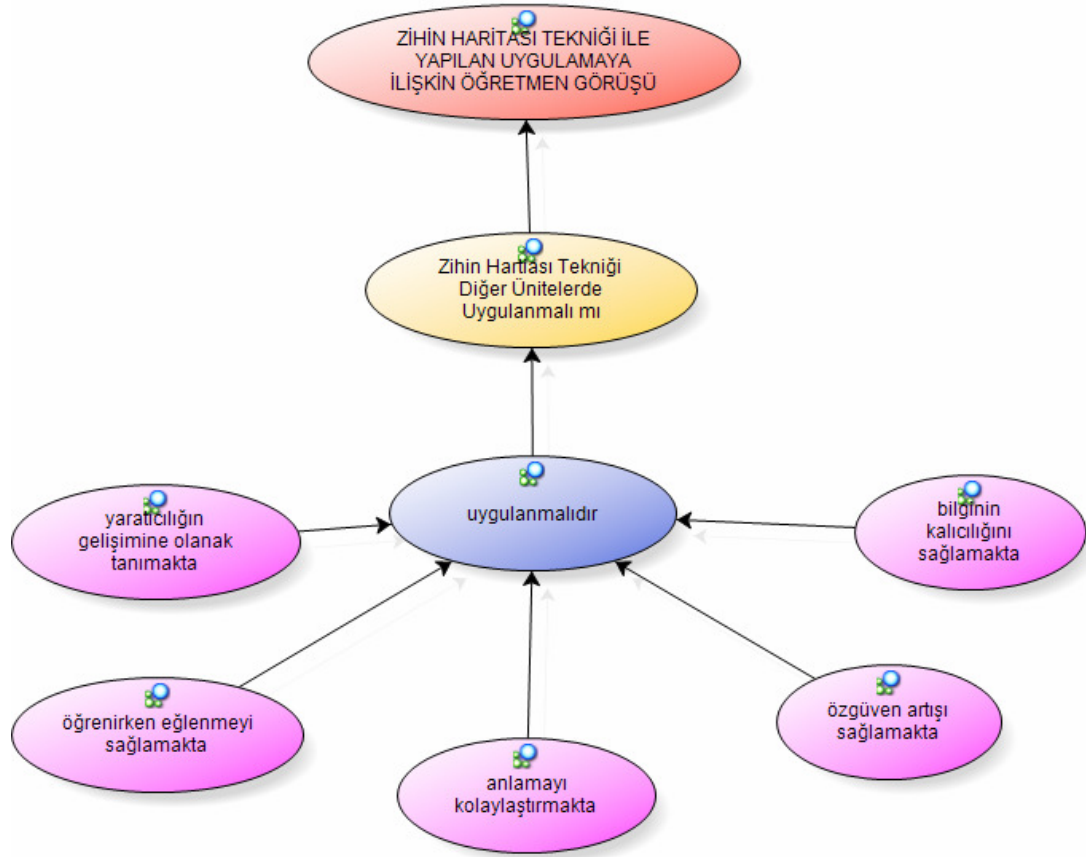 ZİHİN HARİTASI TEKNİĞİ İLE
YAPILAN UYGULAMAYA
İLİŞKİN ÖĞRETMEN GÖRÜŞÜ
Zihin Haritası Tekniği
Diğer Ünitelerde
Uygulanmalı mı
uygulanmalıdır
yaratıcılığın
gelişimine olanak
tanımakta
bilginin
kalıcılığını
sağlamakta
öğrenirken eğlenmeyi
sağlamakta
anlamayı
kolaylaştırmakta
özgüven artışı
sağlamakta